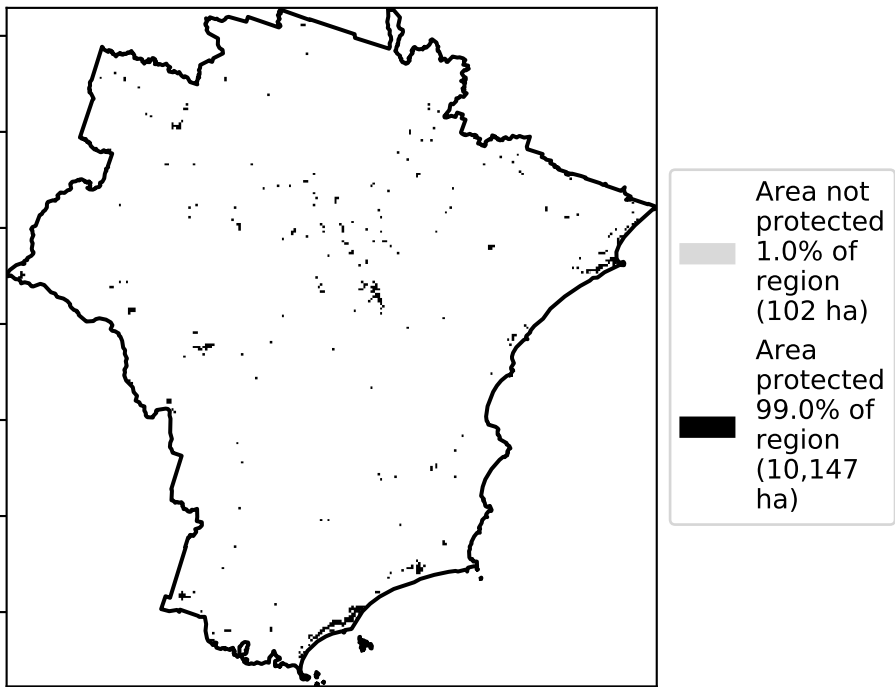 Area not
protected
1.0% of
region
(102 ha)
Area
protected
99.0% of
region
(10,147
ha)